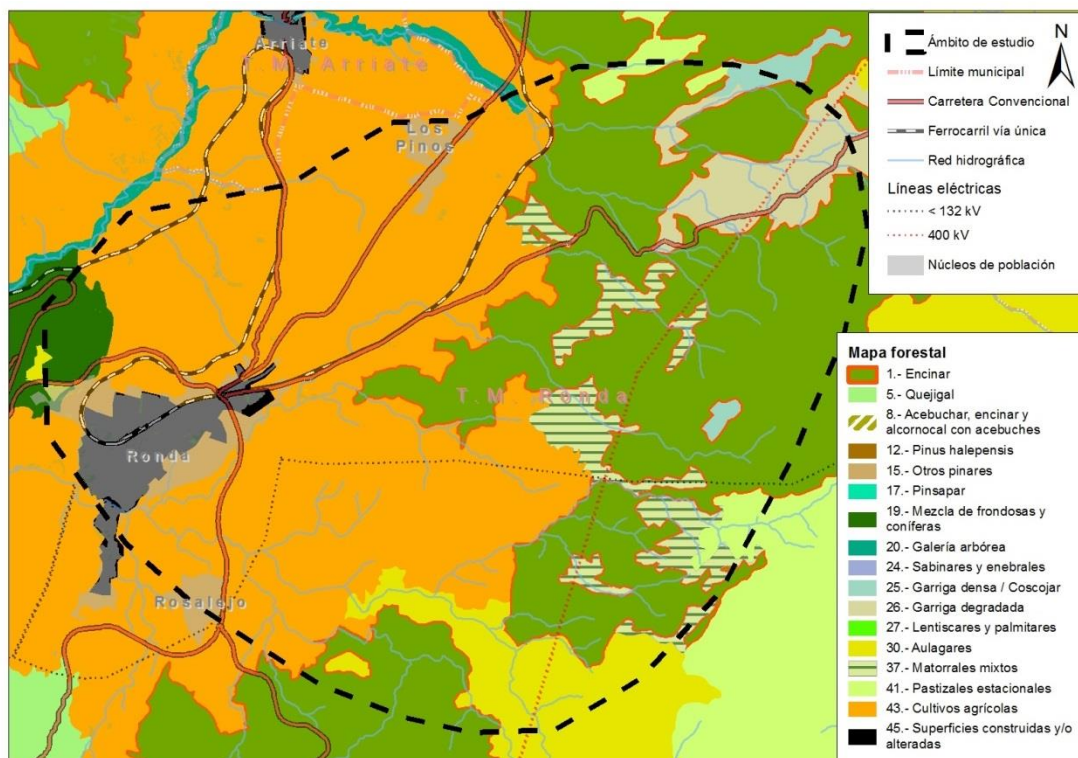 Arriate
T. M. Arriate
Los
Pinos
T. M. Ronda
Ronda
Rosalejo
N
Ámbito de estudio
Límite municipal
Carretera Convencional
Ferrocarril vía única
Red hidrográfica
Líneas eléctricas
< 132 kV
400 kV
Núcleos de población
Mapa forestal
1.- Encinar
5.- Quejigal
8.- Acebuchar, encinar y
alcornocal con acebuches
12.- Pinus halepensis
15.- Otros pinares
17.- Pinsapar
19.- Mezcla de frondosas y
coníferas
20.- Galería arbórea
24.- Sabinares y enebrales
25.- Garriga densa / Coscojar
26.- Garriga degradada
27.- Lentiscares y palmitares
30.- Aulagares
37.- Matorrales mixtos
41.- Pastizales estacionales
43.- Cultivos agrícolas
45.- Superficies construidas y/o
alteradas